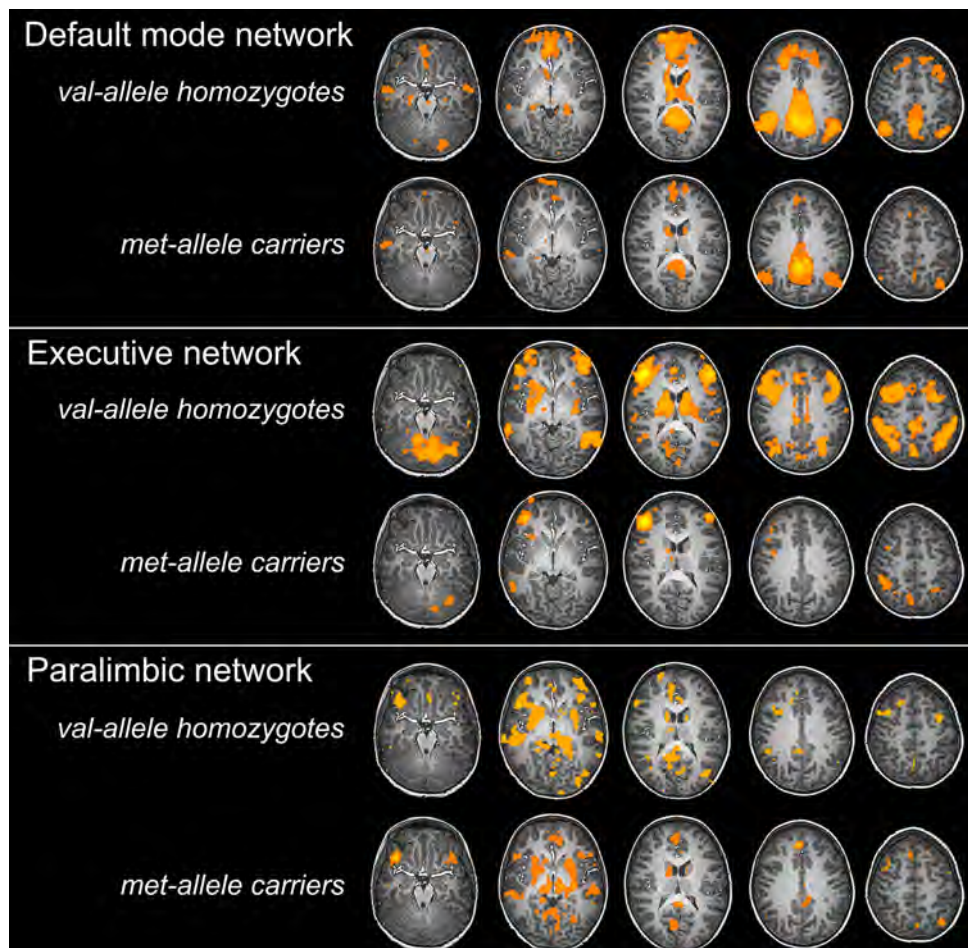 Default mode network
val-allele homozygotes
met-allele carriers
Executive network
val-allele homozygotes
met-allele carriers
Paralimbic network
val-allele homozygotes
met-allele carriers